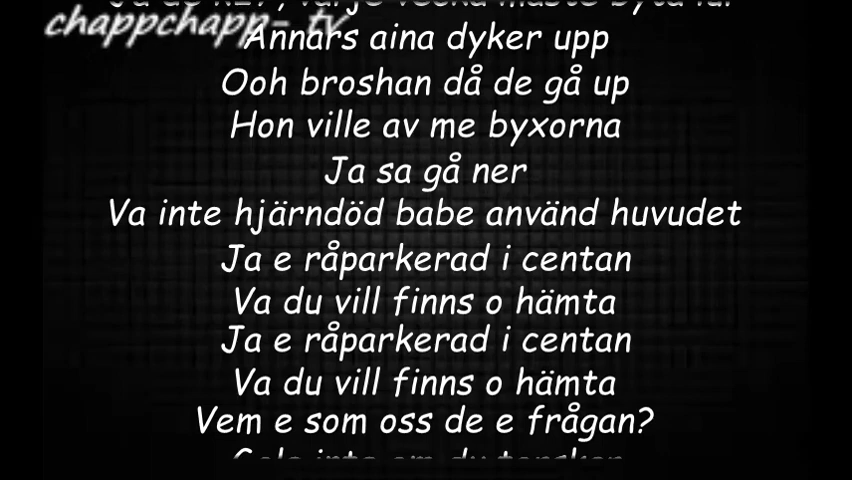 chappchapp- tv
Annars aina dyker upp
Ooh broshan då de gå up
Hon ville av me byxorna
Ja sa gå ner
Va inte hjärndöd babe använd huvudet
Ja e råparkerad i centan
Va du vill finns o hämta
Ja e råparkerad i centan
Va du vill finns o hämta
Vem e som oss de e frågan?